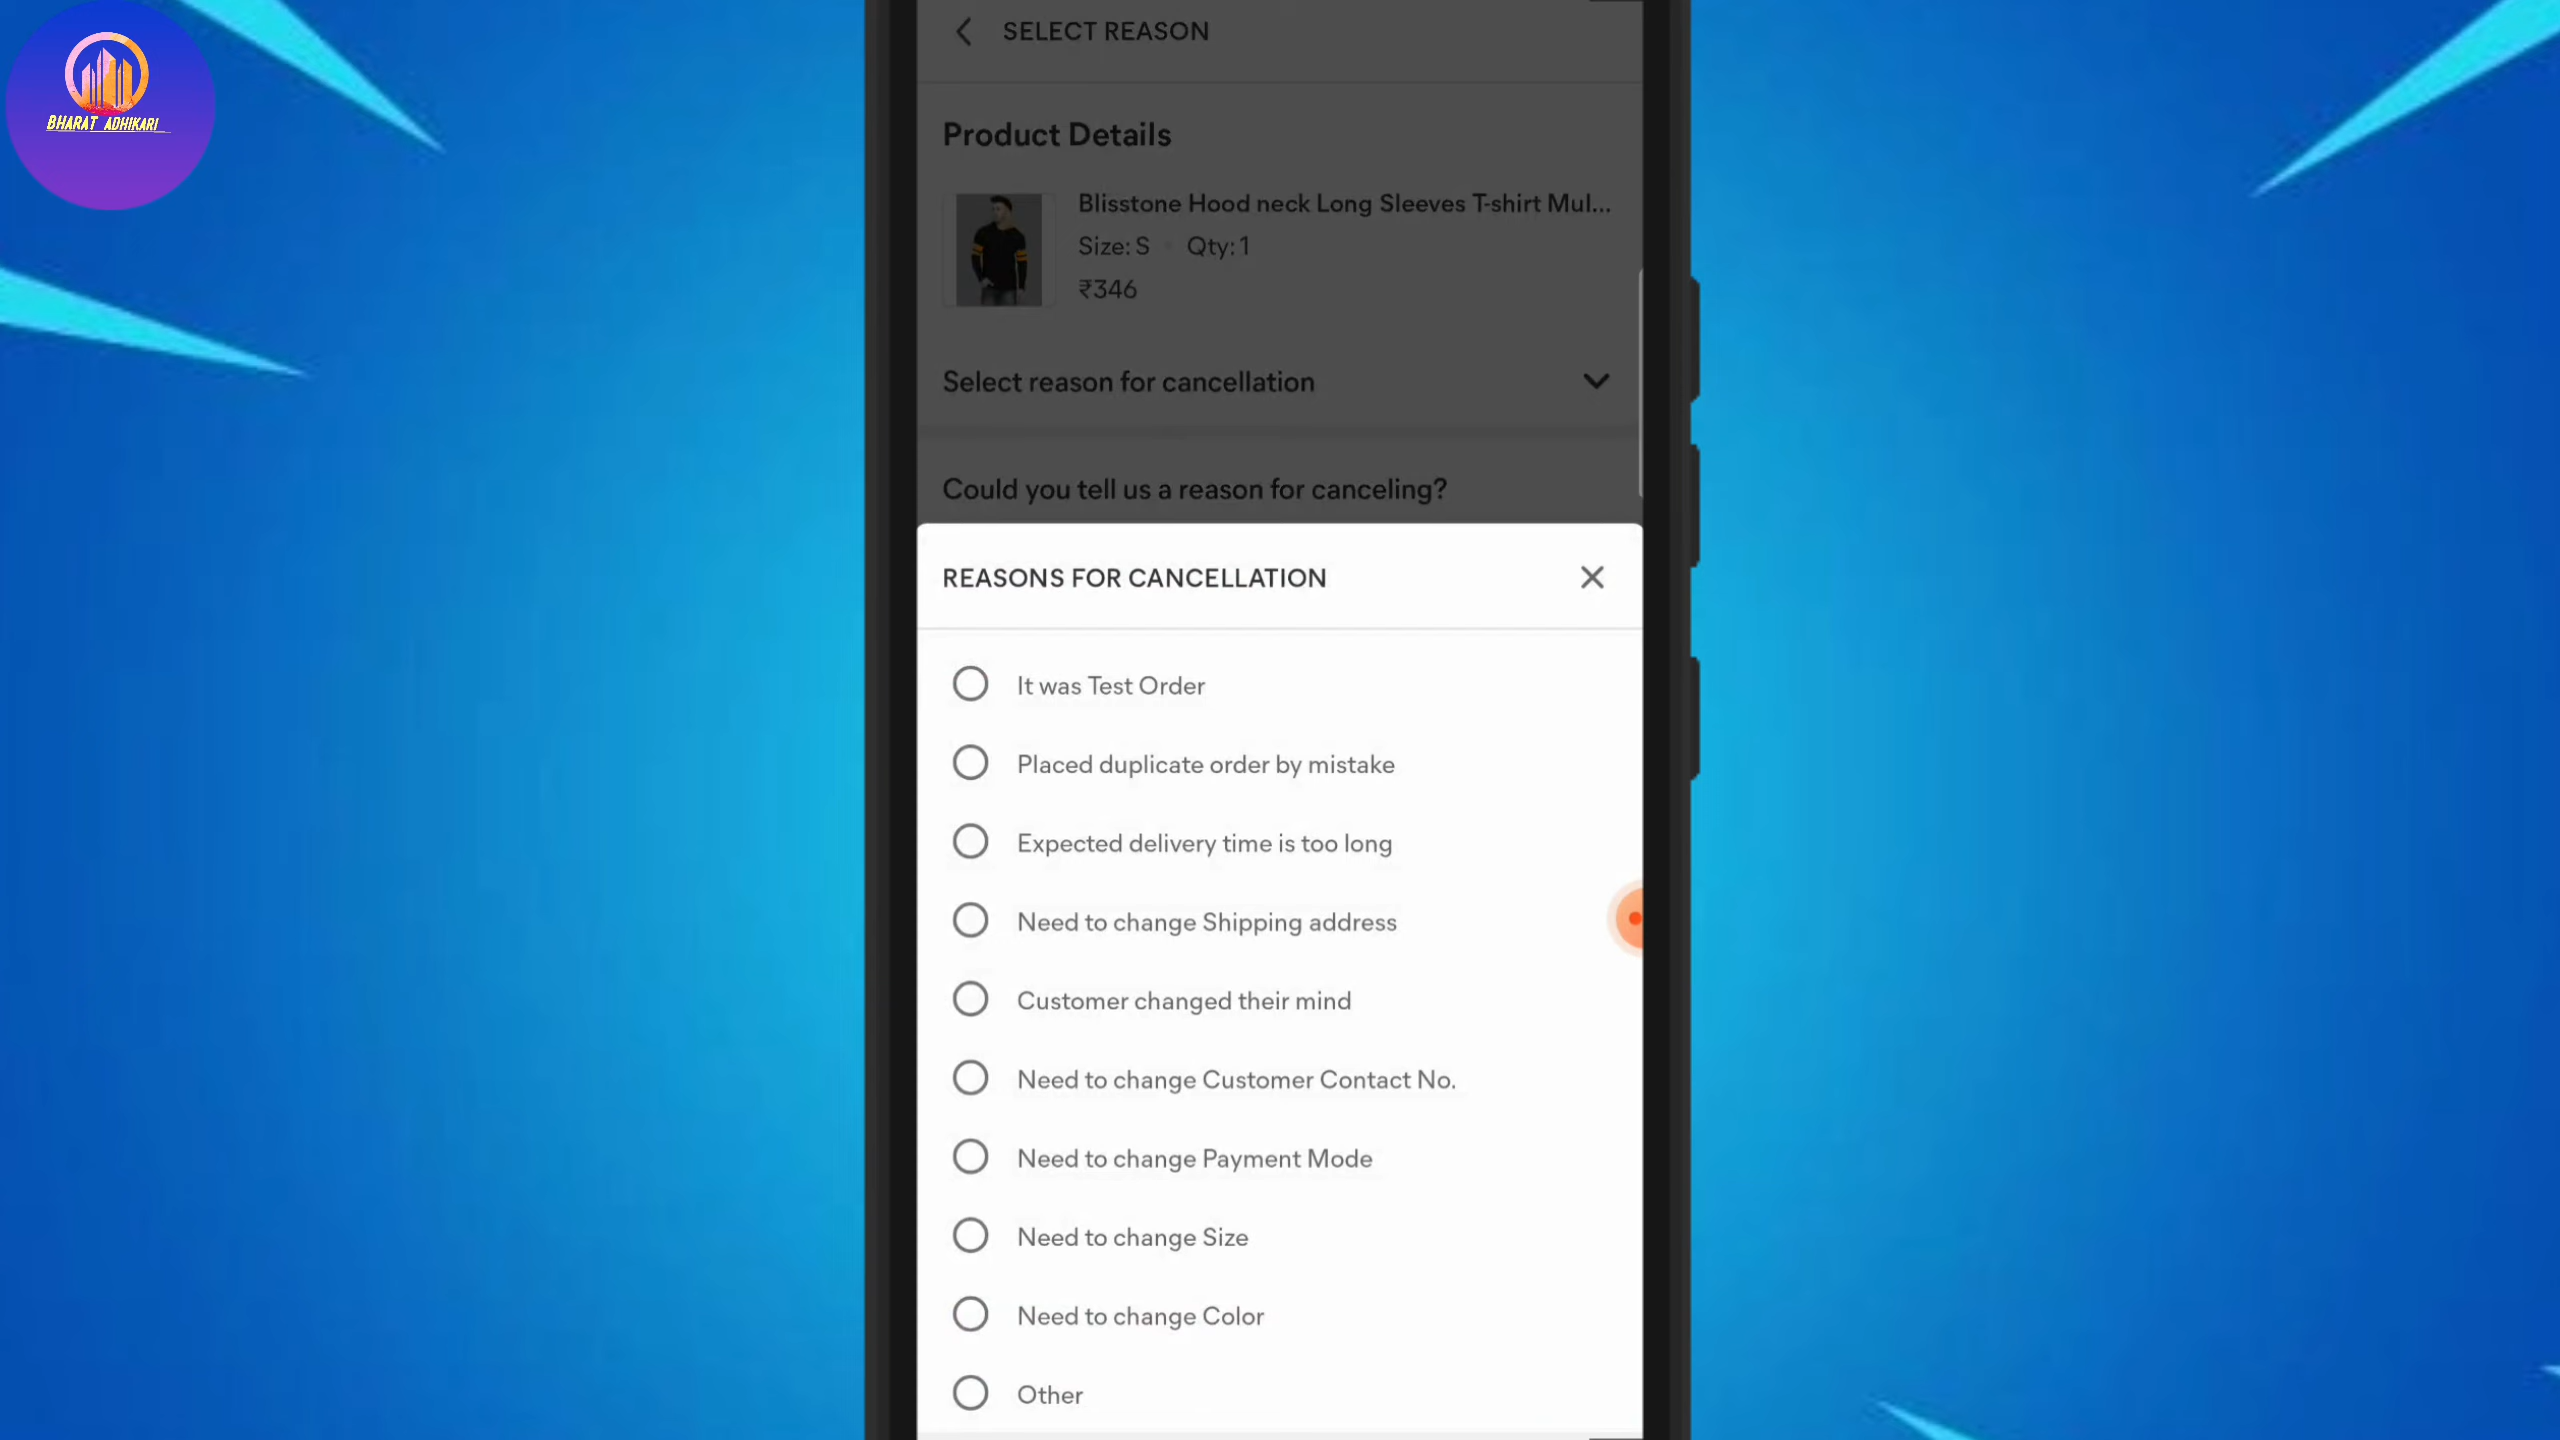 BHARAT ADHIKARI
SELECT REASON
Product Details
Blisstone Hood neck Long Sleeves T-shirt Mul...
Size: S • Qty: 1
₹346
Select reason for cancellation
Could you tell us a reason for canceling?
REASONS FOR CANCELLATION
It was Test Order
Placed duplicate order by mistake
Expected delivery time is too long
Need to change Shipping address
Customer changed their mind
Need to change Customer Contact No.
Need to change Payment Mode
Need to change Size
Need to change Color
Other